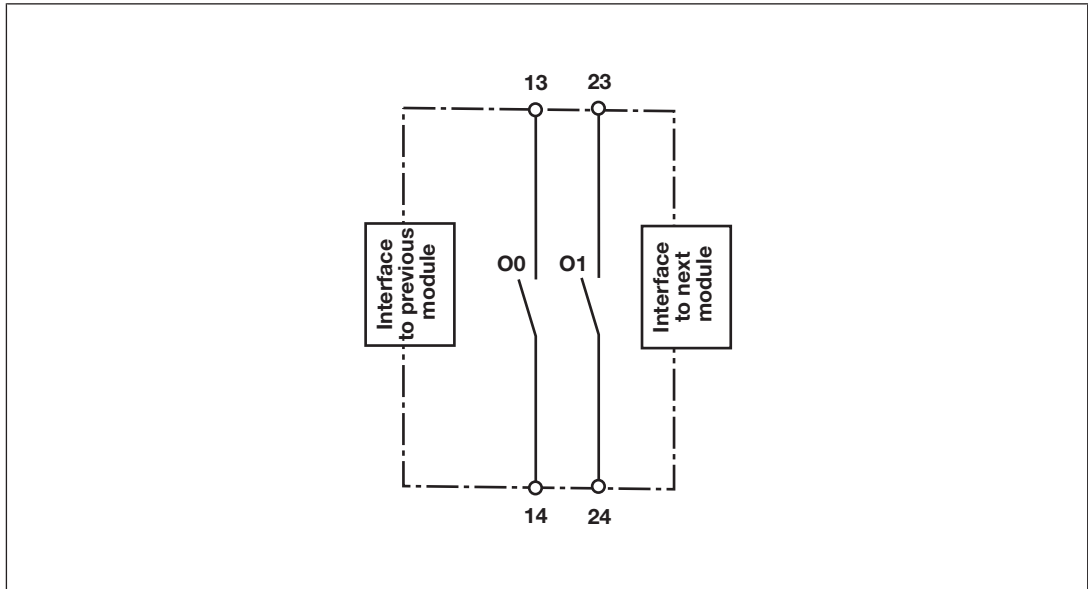 13
23
Interface
to previous
module
O0
O1
Interface
to next
module
14
24